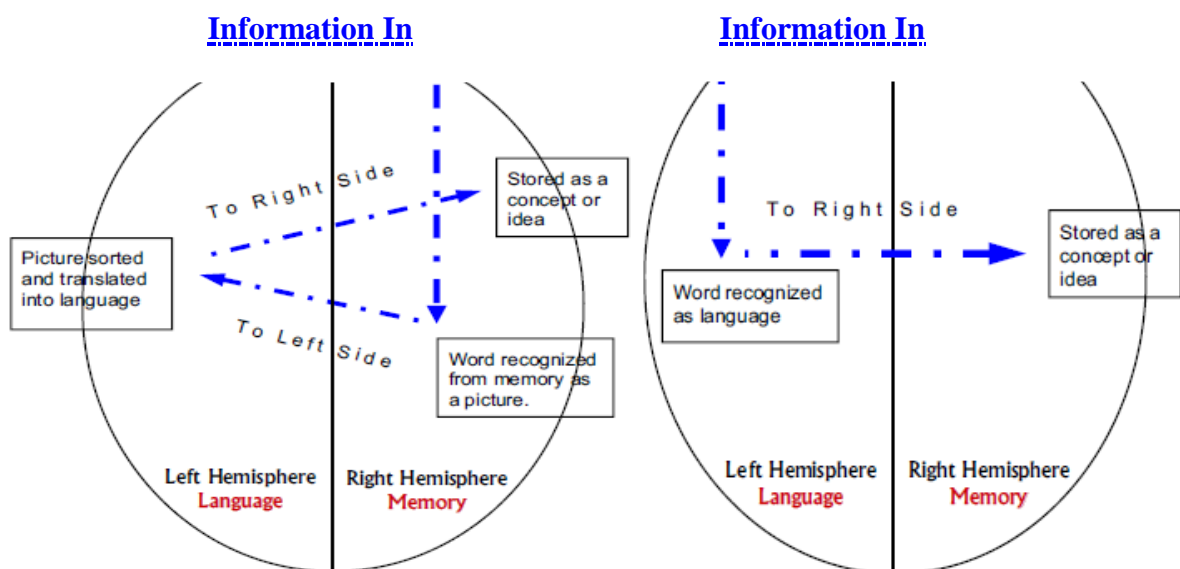 Information In
To Right Side
Stored as a
concept or
idea
Picture sorted
and translated
into language
To Left Side
Word recognized
from memory as
a picture.
Left Hemisphere
Language
Right Hemisphere
Memory
Information In
To Right Side
Stored as a
concept or
idea
Word recognized
as language
Left Hemisphere
Language
Right Hemisphere
Memory